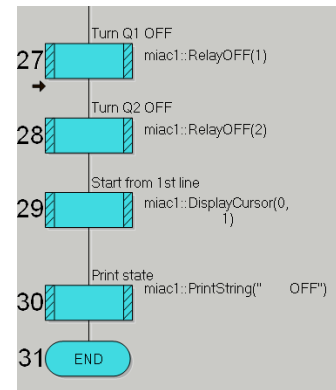 Turn Q1 OFF
27 miac1::RelayOFF(1)
Turn Q2 OFF
28 miac1::RelayOFF(2)
Start from 1st line
29 miac1::DisplayCursor(0,
1)
Print state
30 miac1::PrintString("      OFF")
31 END